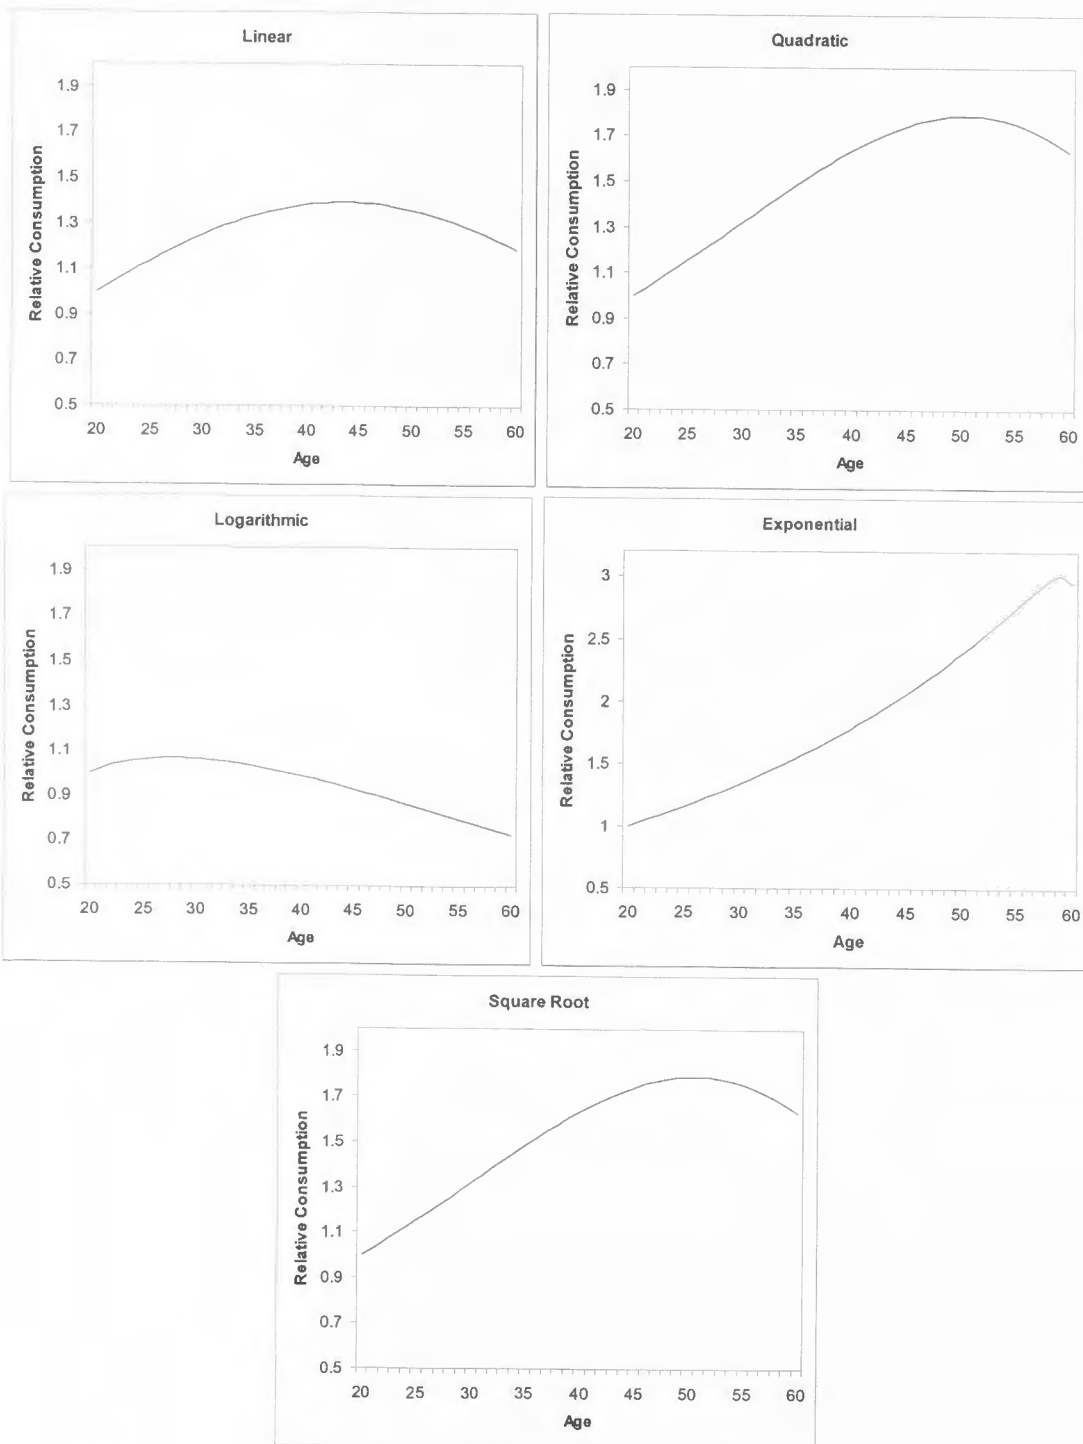 Linear
Relative Consumption
1.9
1.7
1.5
1.3
1.1
0.9
0.7
0.5
20 25 30 35 40 45 50 55 60
Age
Quadratic
Relative Consumption
1.9
1.7
1.5
1.3
1.1
0.9
0.7
0.5
20 25 30 35 40 45 50 55 60
Age
Logarithmic
Relative Consumption
1.9
1.7
1.5
1.3
1.1
0.9
0.7
0.5
20 25 30 35 40 45 50 55 60
Age
Exponential
Relative Consumption
3
2.5
2
1.5
1
0.5
20 25 30 35 40 45 50 55 60
Age
Square Root
Relative Consumption
1.9
1.7
1.5
1.3
1.1
0.9
0.7
0.5
20 25 30 35 40 45 50 55 60
Age